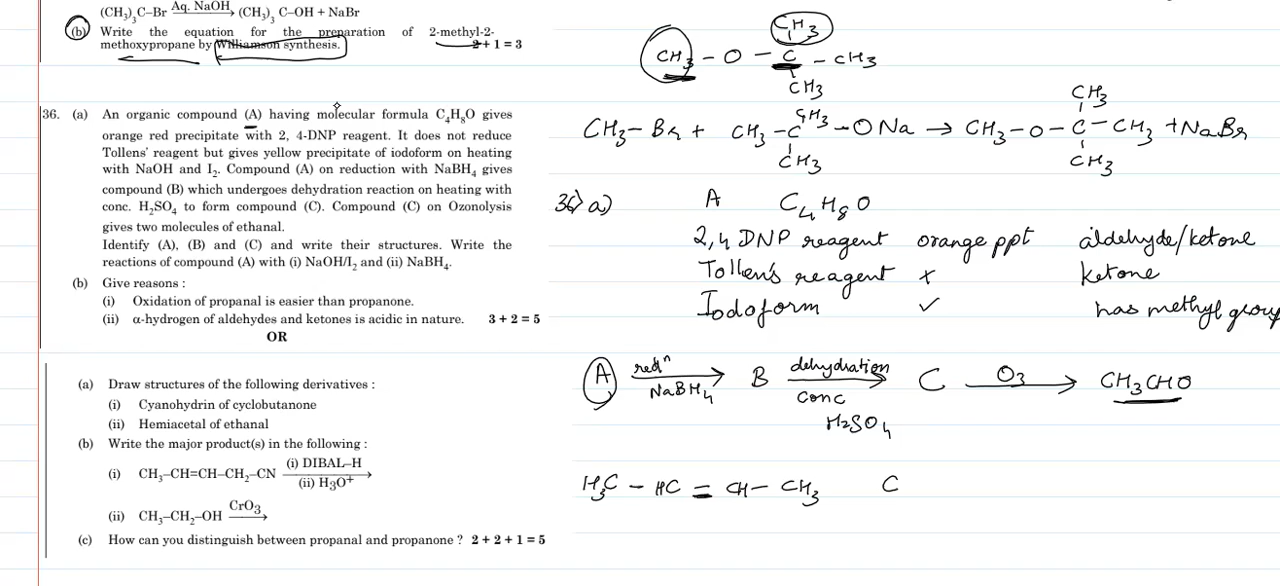 (CH₃)₃C–Br Aq. NaOH → (CH₃)₃ C–OH + NaBr
(b) Write the equation for the preparation of 2-methyl-2-
methoxypropane by Williamson synthesis. 2 + 1 = 3
36. (a) An organic compound (A) having molecular formula C₄H₈O gives
orange red precipitate with 2, 4-DNP reagent. It does not reduce
Tollens' reagent but gives yellow precipitate of iodoform on heating
with NaOH and I₂. Compound (A) on reduction with NaBH₄ gives
compound (B) which undergoes dehydration reaction on heating with
conc. H₂SO₄ to form compound (C). Compound (C) on Ozonolysis
gives two molecules of ethanal.
Identify (A), (B) and (C) and write their structures. Write the
reactions of compound (A) with (i) NaOH/I₂ and (ii) NaBH₄.
(b) Give reasons :
(i) Oxidation of propanal is easier than propanone.
(ii) α-hydrogen of aldehydes and ketones is acidic in nature. 3 + 2 = 5
OR
(a) Draw structures of the following derivatives :
(i) Cyanohydrin of cyclobutanone
(ii) Hemiacetal of ethanal
(b) Write the major product(s) in the following :
(i) CH₃–CH=CH–CH₂–CN (i) DIBAL–H (ii) H₃O⁺ →
(ii) CH₃–CH₂–OH CrO₃ →
(c) How can you distinguish between propanal and propanone ? 2 + 2 + 1 = 5
CH₃
CH₃ – O – C – CH₃
CH₃
CH₃ CH₃
CH₃ – Br + CH₃ – C – ONa → CH₃ – O – C – CH₃ + NaBr
CH₃ CH₃
36) a) A C₄H₈O
2,4 DNP reagent orange ppt aldehyde/ketone
Tollen's reagent × ketone
Iodoform ✓ has methyl group
A redⁿ NaBH₄ → B dehydration conc H₂SO₄ → C O₃ → CH₃CHO
H₃C – HC = CH – CH₃ C